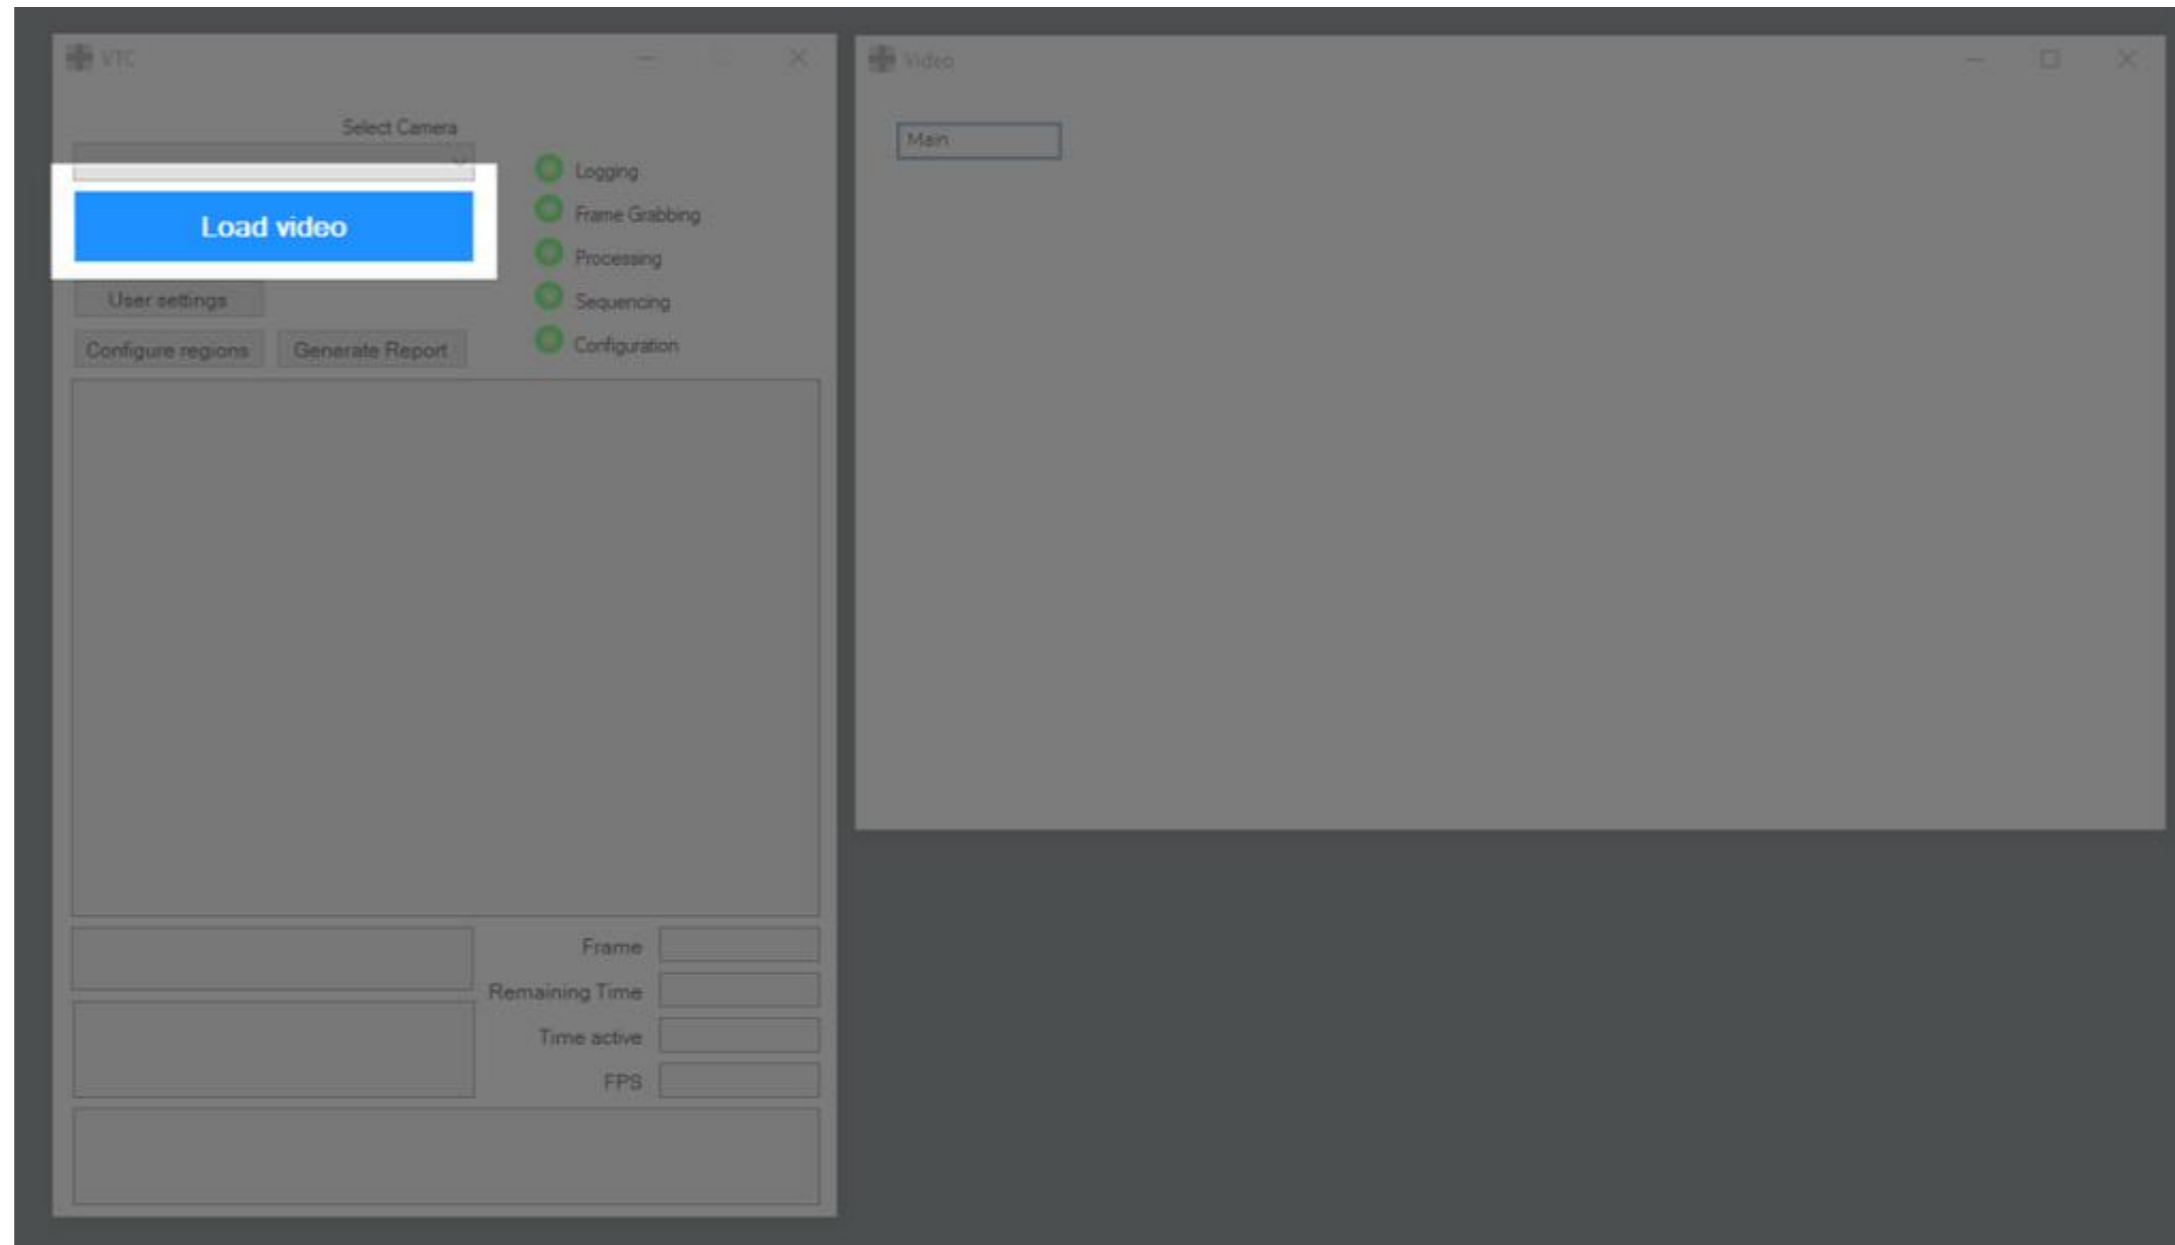 VTC
Select Camera
Load video
User settings
Configure regions
Generate Report
Logging
Frame Grabbing
Processing
Sequencing
Configuration
Frame
Remaining Time
Time active
FPS
Video
Main